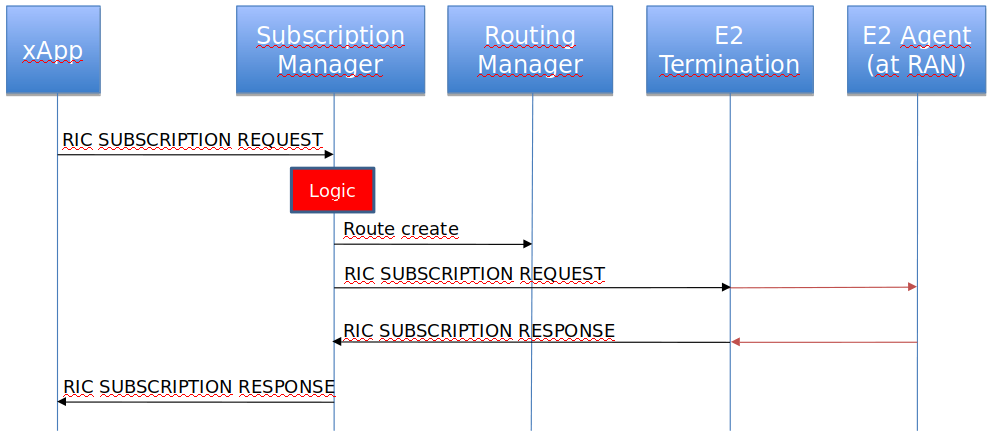 xApp
Subscription
Manager
Routing
Manager
E2
Termination
E2 Agent
(at RAN)
RIC SUBSCRIPTION REQUEST
Logic
Route create
RIC SUBSCRIPTION REQUEST
RIC SUBSCRIPTION RESPONSE
RIC SUBSCRIPTION RESPONSE